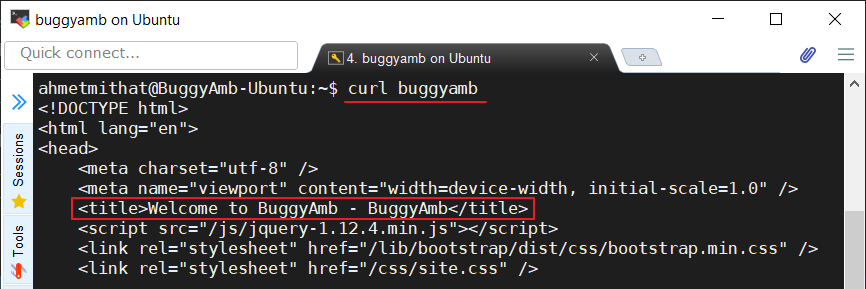 buggyamb on Ubuntu
Quick connect...
4. buggyamb on Ubuntu
Sessions
Tools
ahmetmithat@BuggyAmb-Ubuntu:~$ curl buggyamb
<!DOCTYPE html>
<html lang="en">
<head>
    <meta charset="utf-8" />
    <meta name="viewport" content="width=device-width, initial-scale=1.0" />
    <title>Welcome to BuggyAmb - BuggyAmb</title>
    <script src="/js/jquery-1.12.4.min.js"></script>
    <link rel="stylesheet" href="/lib/bootstrap/dist/css/bootstrap.min.css" />
    <link rel="stylesheet" href="/css/site.css" />